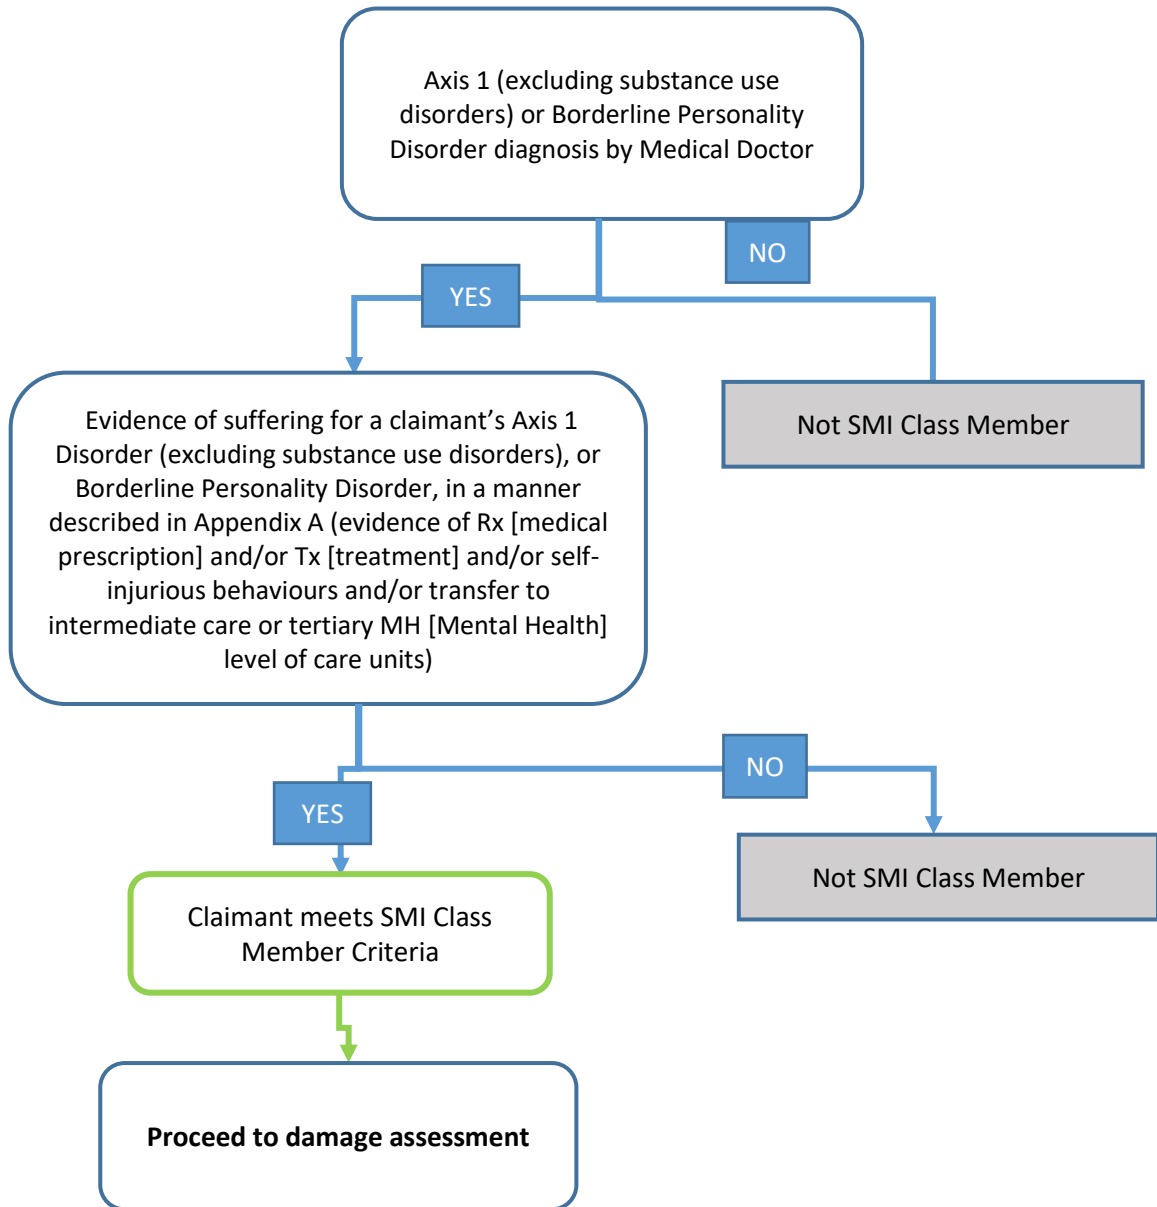 Axis 1 (excluding substance use
disorders) or Borderline Personality
Disorder diagnosis by Medical Doctor
NO
YES
Not SMI Class Member
Evidence of suffering for a claimant’s Axis 1
Disorder (excluding substance use disorders), or
Borderline Personality Disorder, in a manner
described in Appendix A (evidence of Rx [medical
prescription] and/or Tx [treatment] and/or self-
injurious behaviours and/or transfer to
intermediate care or tertiary MH [Mental Health]
level of care units)
NO
YES
Not SMI Class Member
Claimant meets SMI Class
Member Criteria
Proceed to damage assessment